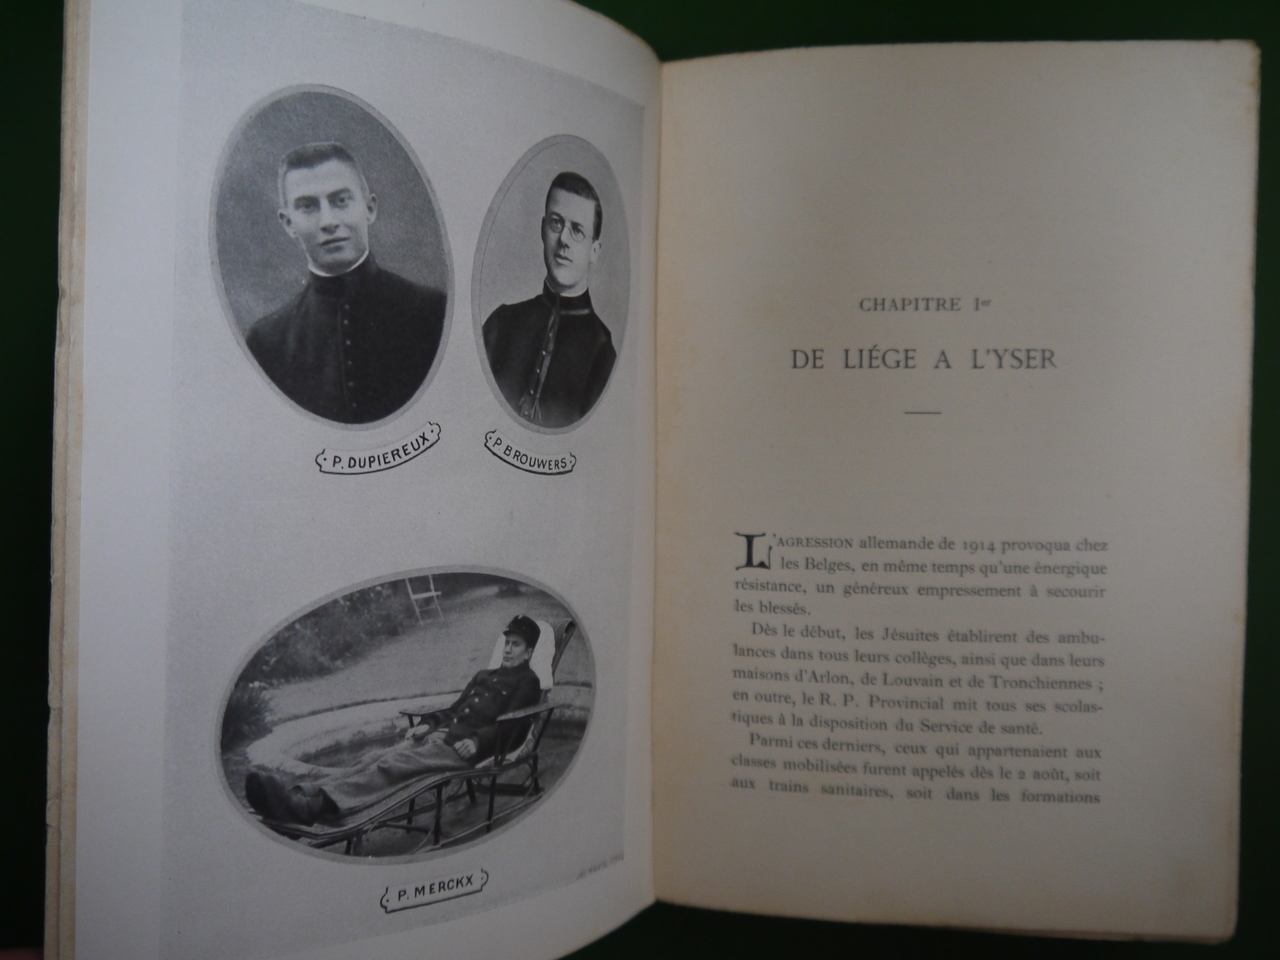 P. DUPIEREUX
P. BROUWERS
P. MERCKX
CHAPITRE Ier
DE LIÉGE A L'YSER
L'AGRESSION allemande de 1914 provoqua chez
les Belges, en même temps qu'une énergique
résistance, un généreux empressement à secourir
les blessés.
Dès le début, les Jésuites établirent des ambu-
lances dans tous leurs collèges, ainsi que dans leurs
maisons d'Arlon, de Louvain et de Tronchiennes ;
en outre, le R. P. Provincial mit tous ses scolas-
tiques à la disposition du Service de santé.
Parmi ces derniers, ceux qui appartenaient aux
classes mobilisées furent appelés dès le 2 août, soit
aux trains sanitaires, soit dans les formations